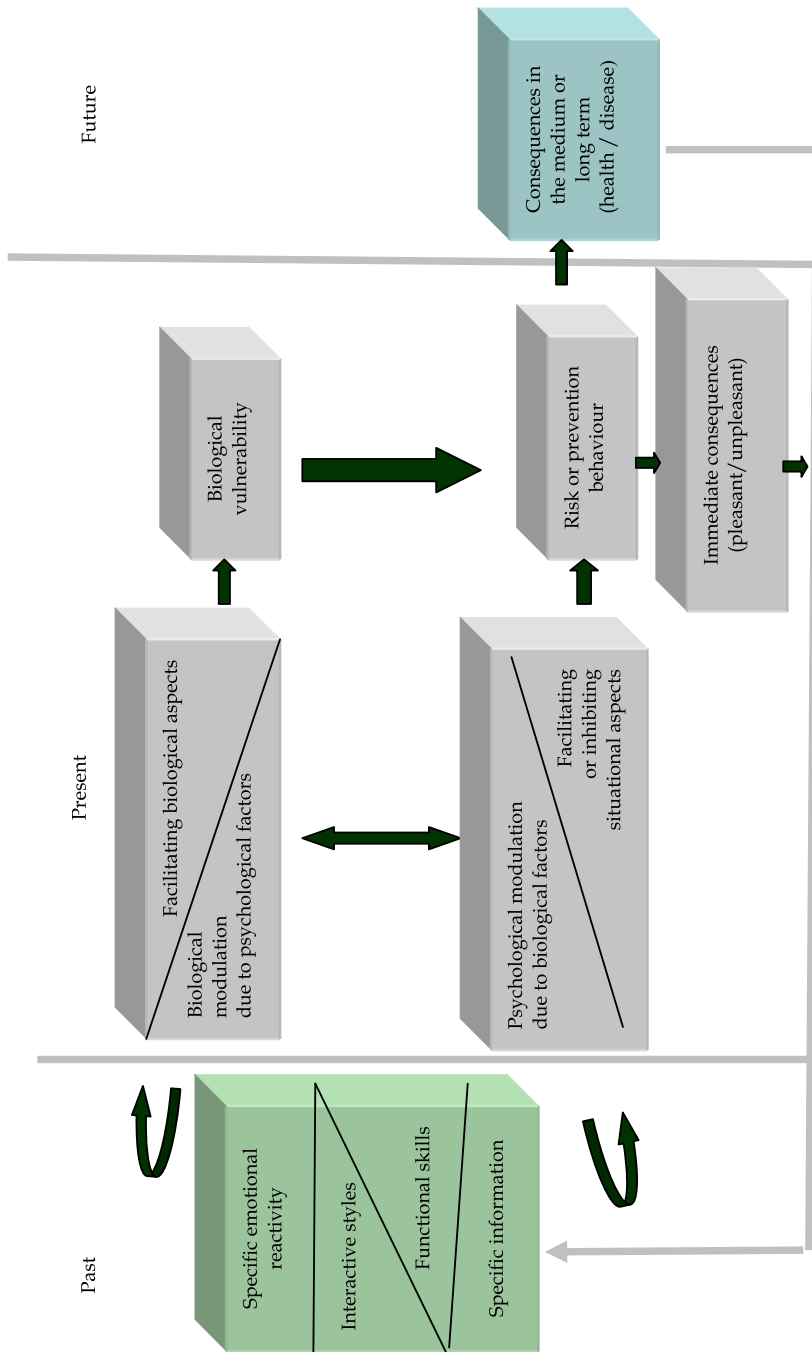 Past
Present
Future
Specific emotional
reactivity
Interactive styles
Functional skills
Specific information
Facilitating biological aspects
Biological
modulation
due to psychological factors
Psychological modulation
due to biological factors
Facilitating
or inhibiting
situational aspects
Biological
vulnerability
Risk or prevention
behaviour
Immediate consequences
(pleasant/unpleasant)
Consequences in
the medium or
long term
(health / disease)